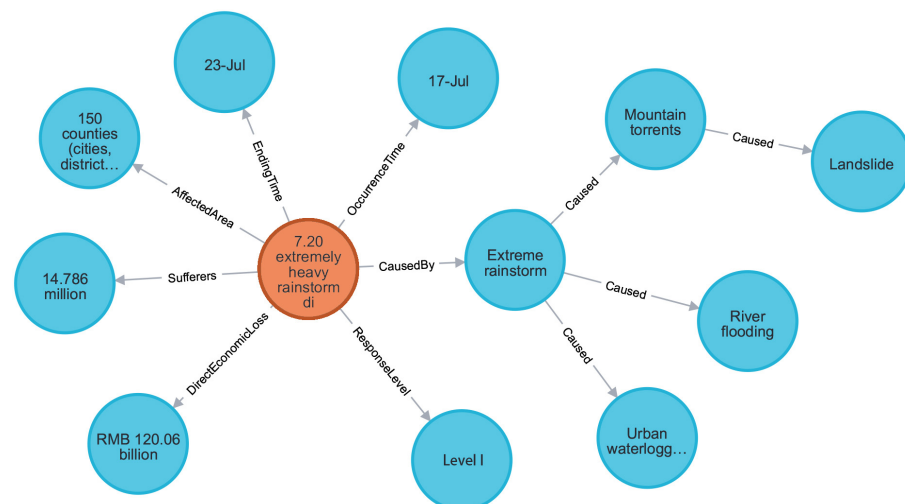 23-Jul
17-Jul
150
counties
(cities,
district…
Mountain
torrents
Caused
Landslide
EndingTime
OccurrenceTime
AffectedArea
Caused
7.20
extremely
heavy
rainstorm
di
CausedBy
Extreme
rainstorm
Sufferers
14.786
million
Caused
River
flooding
DirectEconomicLoss
ResponseLevel
Caused
RMB 120.06
billion
Level I
Urban
waterlogg…